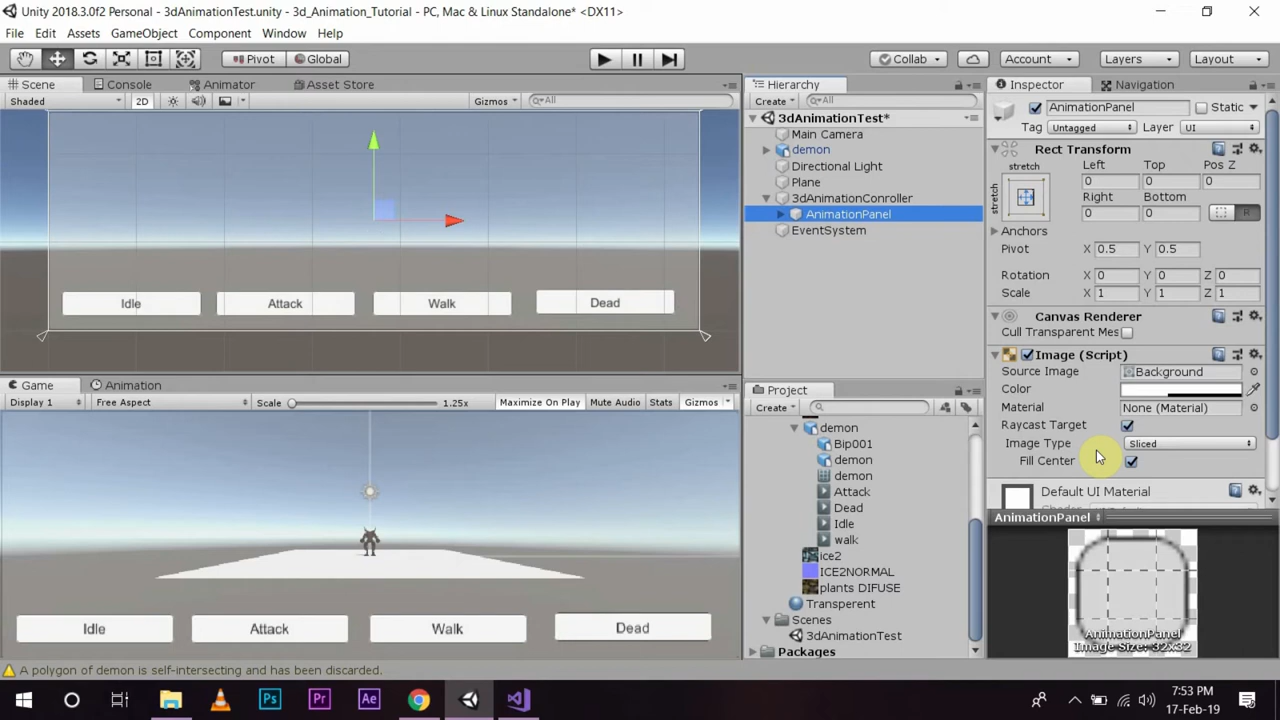 Unity 2018.3.0f2 Personal - 3dAnimationTest.unity - 3d_Animation_Tutorial - PC, Mac & Linux Standalone* <DX11>
File Edit Assets GameObject Component Window Help
Pivot Global Collab Account Layers Layout
Scene Console Animator Asset Store
Shaded 2D Gizmos All
Idle Attack Walk Dead
Game Animation
Display 1 Free Aspect Scale 1.25x Maximize On Play Mute Audio Stats Gizmos
Idle Attack Walk Dead
A polygon of demon is self-intersecting and has been discarded.
Hierarchy
Create All
3dAnimationTest*
Main Camera
demon
Directional Light
Plane
3dAnimationConroller
AnimationPanel
EventSystem
Project
Create
demon
Bip001
demon
demon
Attack
Dead
Idle
walk
ice2
ICE2NORMAL
plants DIFUSE
Transperent
Scenes
3dAnimationTest
Packages
Inspector Navigation
AnimationPanel Static
Tag Untagged Layer UI
Rect Transform
stretch Left Top Pos Z
stretch 0 0 0
Right Bottom
0 0 R
Anchors
Pivot X 0.5 Y 0.5
Rotation X 0 Y 0 Z 0
Scale X 1 Y 1 Z 1
Canvas Renderer
Cull Transparent Mes
Image (Script)
Source Image Background
Color
Material None (Material)
Raycast Target
Image Type Sliced
Fill Center
Default UI Material
AnimationPanel
AnimationPanel
Image Size: 32x32
Ps Pr Ae
7:53 PM
17-Feb-19